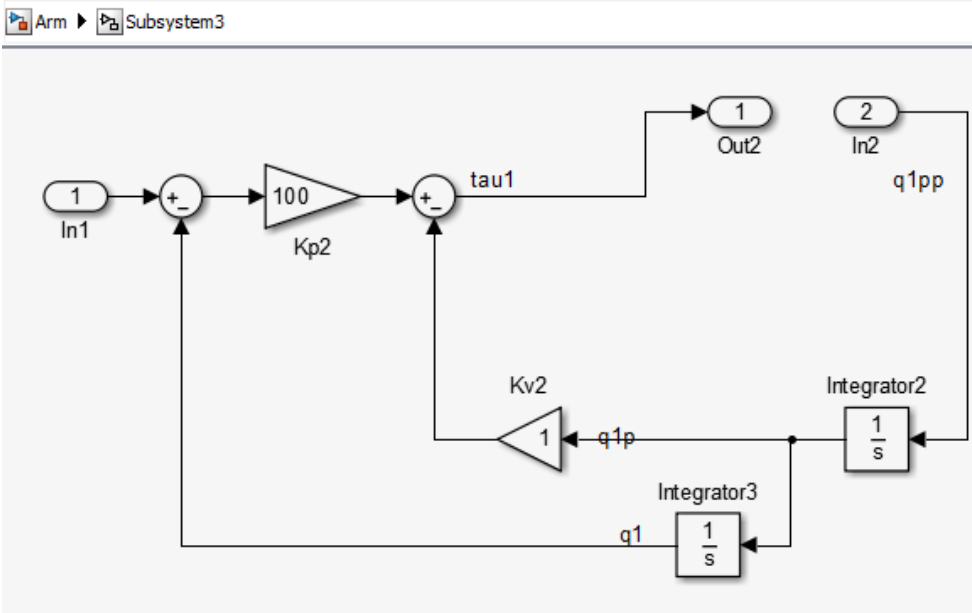 Arm Subsystem3
1
Out2
2
In2
tau1
q1pp
1
In1
+
-
100
Kp2
+
-
Kv2
1
q1p
Integrator2
1
s
Integrator3
1
s
q1